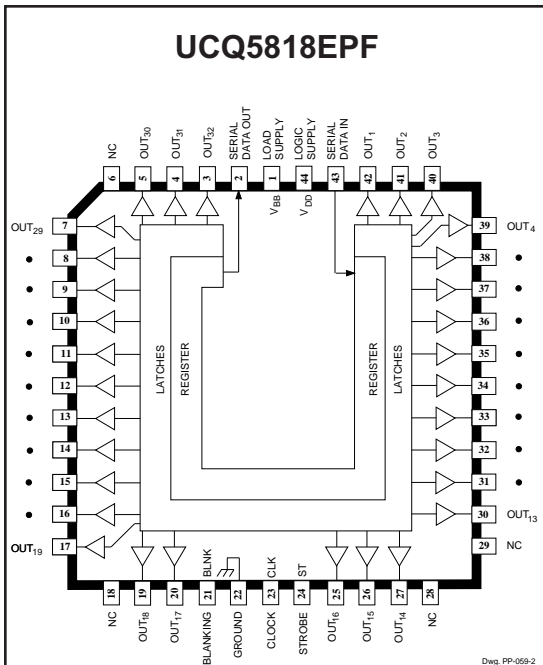 UCQ5818EPF
NC
OUT30
OUT31
OUT32
SERIAL
DATA OUT
LOAD
SUPPLY
LOGIC
SUPPLY
SERIAL
DATA IN
OUT1
OUT2
OUT3
6
5
4
3
2
1
44
43
42
41
40
VBB
VDD
OUT29
7
8
9
10
11
12
13
14
15
16
OUT19
17
LATCHES
REGISTER
REGISTER
LATCHES
39
OUT4
38
37
36
35
34
33
32
31
30
OUT13
29
NC
BLNK
CLK
ST
18
19
20
21
22
23
24
25
26
27
28
NC
OUT18
OUT17
BLANKING
GROUND
CLOCK
STROBE
OUT16
OUT15
OUT14
NC
Dwg. PP-059-2